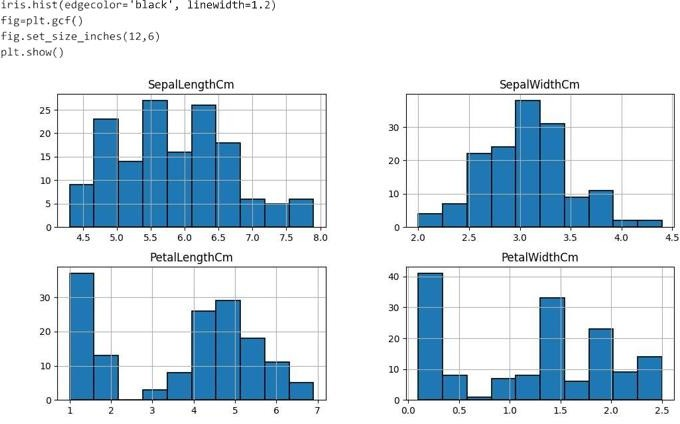 iris.hist(edgecolor='black', linewidth=1.2)
fig=plt.gcf()
fig.set_size_inches(12,6)
plt.show()
SepalLengthCm
25
20
15
10
5
0
4.5 5.0 5.5 6.0 6.5 7.0 7.5 8.0
SepalWidthCm
30
20
10
0
2.0 2.5 3.0 3.5 4.0 4.5
PetalLengthCm
30
20
10
0
1 2 3 4 5 6 7
PetalWidthCm
40
30
20
10
0
0.0 0.5 1.0 1.5 2.0 2.5